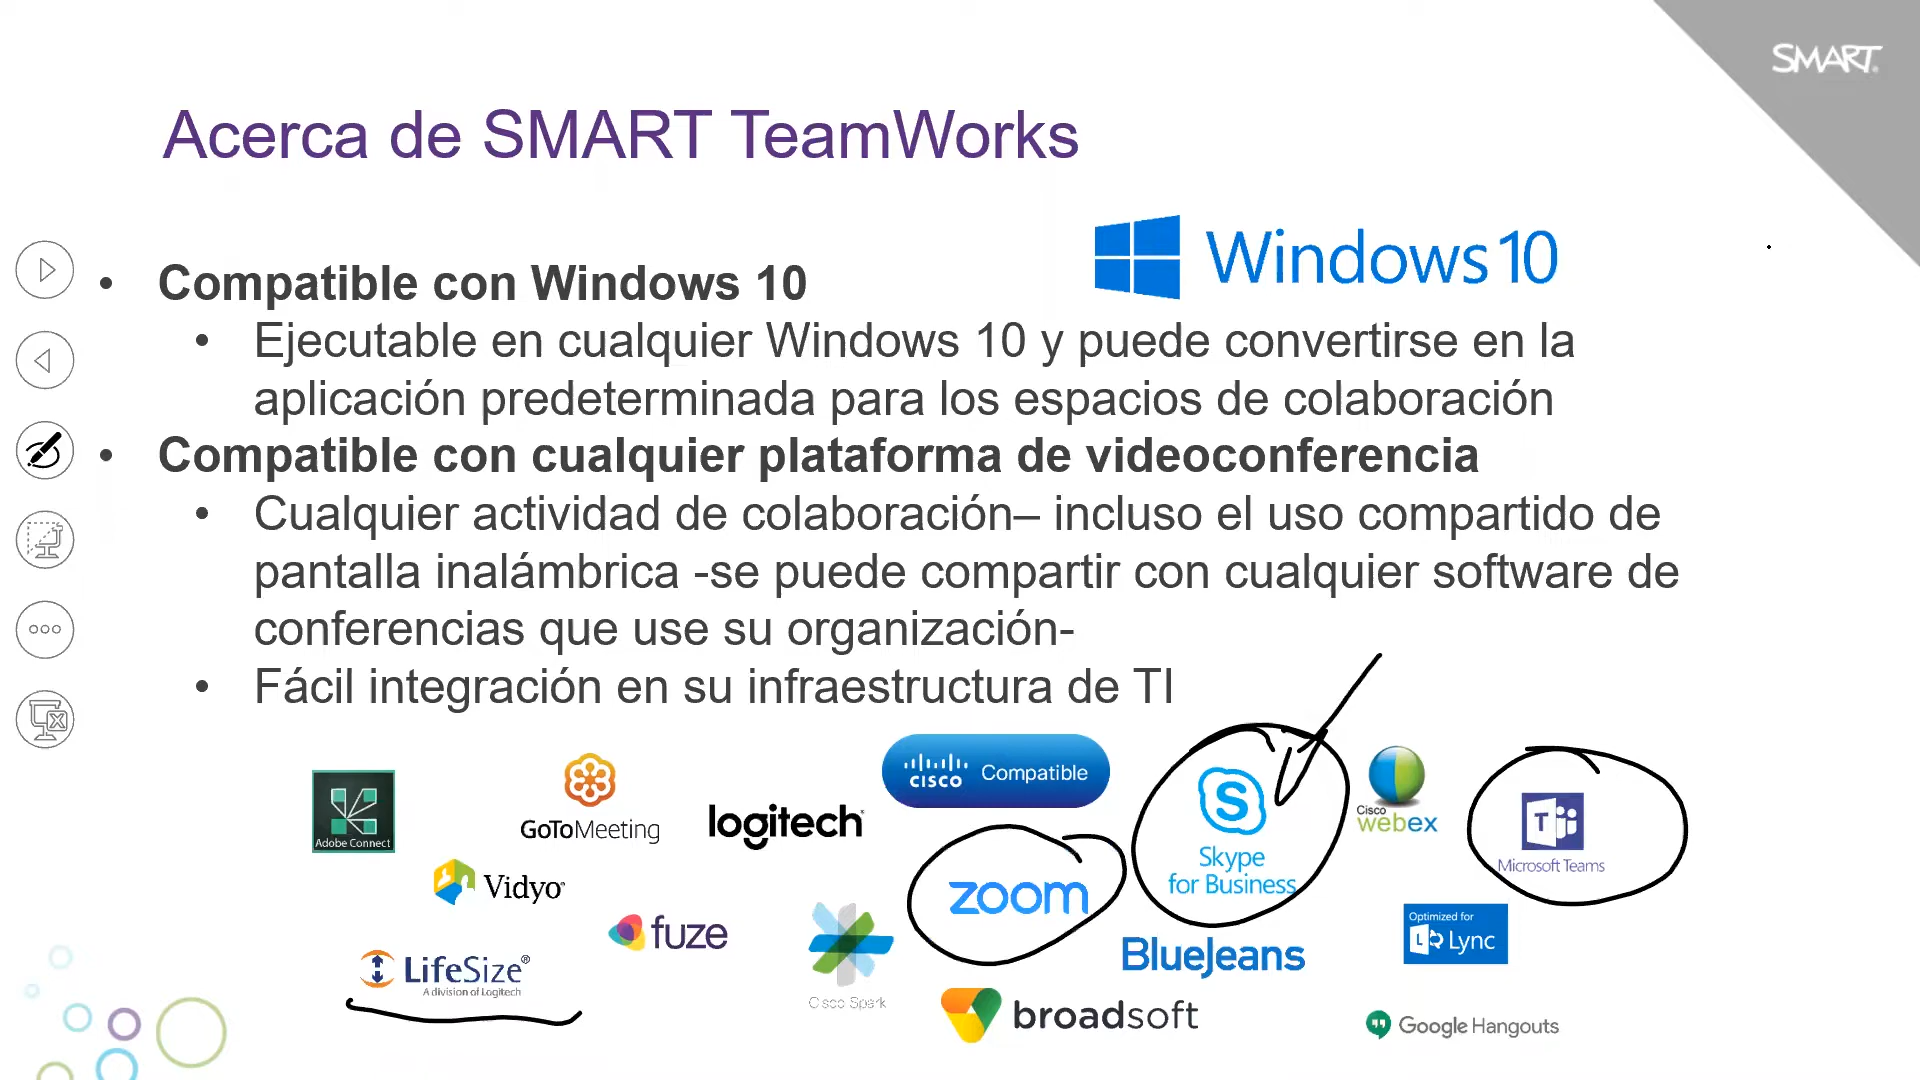 SMART
Acerca de SMART TeamWorks
Windows 10
• Compatible con Windows 10
• Ejecutable en cualquier Windows 10 y puede convertirse en la
aplicación predeterminada para los espacios de colaboración
• Compatible con cualquier plataforma de videoconferencia
• Cualquier actividad de colaboración– incluso el uso compartido de
pantalla inalámbrica -se puede compartir con cualquier software de
conferencias que use su organización-
• Fácil integración en su infraestructura de TI
Adobe Connect
GoToMeeting
logitech
cisco Compatible
Skype
for Business
Cisco
webex
Microsoft Teams
Vidyo
zoom
fuze
LifeSize®
A division of Logitech
Cisco Spark
BlueJeans
Optimized for
Lync
broadsoft
Google Hangouts